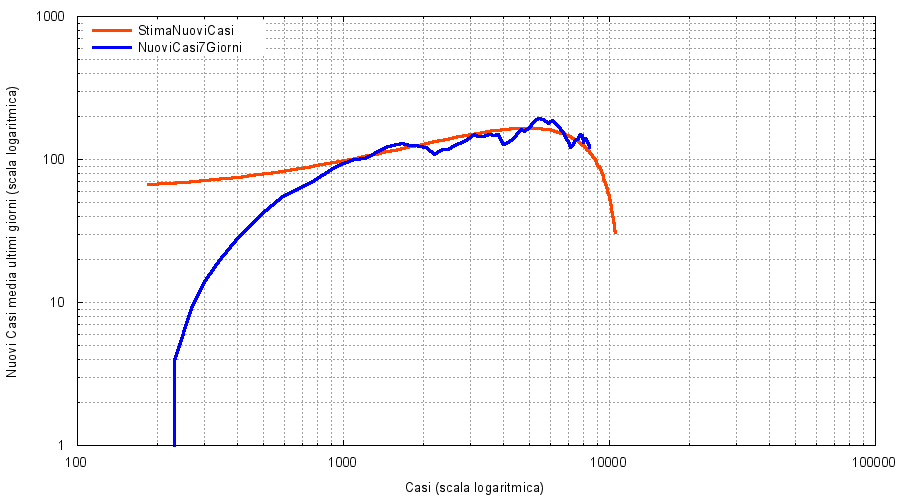 1000
StimaNuoviCasi
NuoviCasi7Giorni
100
10
1
100
1000
10000
100000
Nuovi Casi media ultimi giorni (scala logaritmica)
Casi (scala logaritmica)